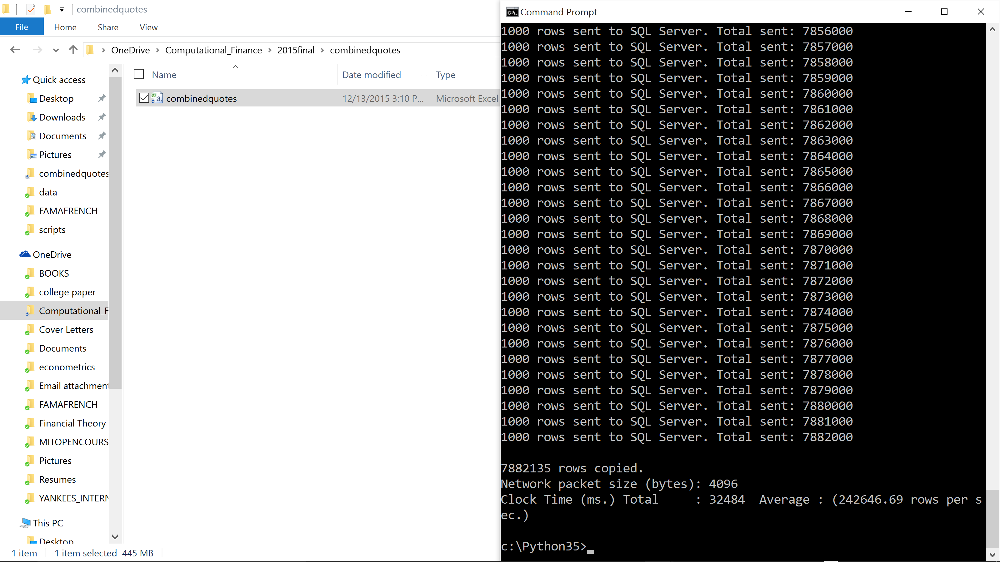 combinedquotes
File Home Share View
OneDrive Computational_Finance 2015final combinedquotes
Name Date modified Type
combinedquotes 12/13/2015 3:10 P... Microsoft Excel
Quick access
Desktop
Downloads
Documents
Pictures
combinedquotes
data
FAMAFRENCH
scripts
OneDrive
BOOKS
college paper
Computational_F
Cover Letters
Documents
econometrics
Email attachment
FAMAFRENCH
Financial Theory
MITOPENCOURS
Pictures
Resumes
YANKEES_INTERN
This PC
Desktop
1 item 1 item selected 445 MB
C:\. Command Prompt
1000 rows sent to SQL Server. Total sent: 7856000
1000 rows sent to SQL Server. Total sent: 7857000
1000 rows sent to SQL Server. Total sent: 7858000
1000 rows sent to SQL Server. Total sent: 7859000
1000 rows sent to SQL Server. Total sent: 7860000
1000 rows sent to SQL Server. Total sent: 7861000
1000 rows sent to SQL Server. Total sent: 7862000
1000 rows sent to SQL Server. Total sent: 7863000
1000 rows sent to SQL Server. Total sent: 7864000
1000 rows sent to SQL Server. Total sent: 7865000
1000 rows sent to SQL Server. Total sent: 7866000
1000 rows sent to SQL Server. Total sent: 7867000
1000 rows sent to SQL Server. Total sent: 7868000
1000 rows sent to SQL Server. Total sent: 7869000
1000 rows sent to SQL Server. Total sent: 7870000
1000 rows sent to SQL Server. Total sent: 7871000
1000 rows sent to SQL Server. Total sent: 7872000
1000 rows sent to SQL Server. Total sent: 7873000
1000 rows sent to SQL Server. Total sent: 7874000
1000 rows sent to SQL Server. Total sent: 7875000
1000 rows sent to SQL Server. Total sent: 7876000
1000 rows sent to SQL Server. Total sent: 7877000
1000 rows sent to SQL Server. Total sent: 7878000
1000 rows sent to SQL Server. Total sent: 7879000
1000 rows sent to SQL Server. Total sent: 7880000
1000 rows sent to SQL Server. Total sent: 7881000
1000 rows sent to SQL Server. Total sent: 7882000
7882135 rows copied.
Network packet size (bytes): 4096
Clock Time (ms.) Total : 32484 Average : (242646.69 rows per s
ec.)
c:\Python35>